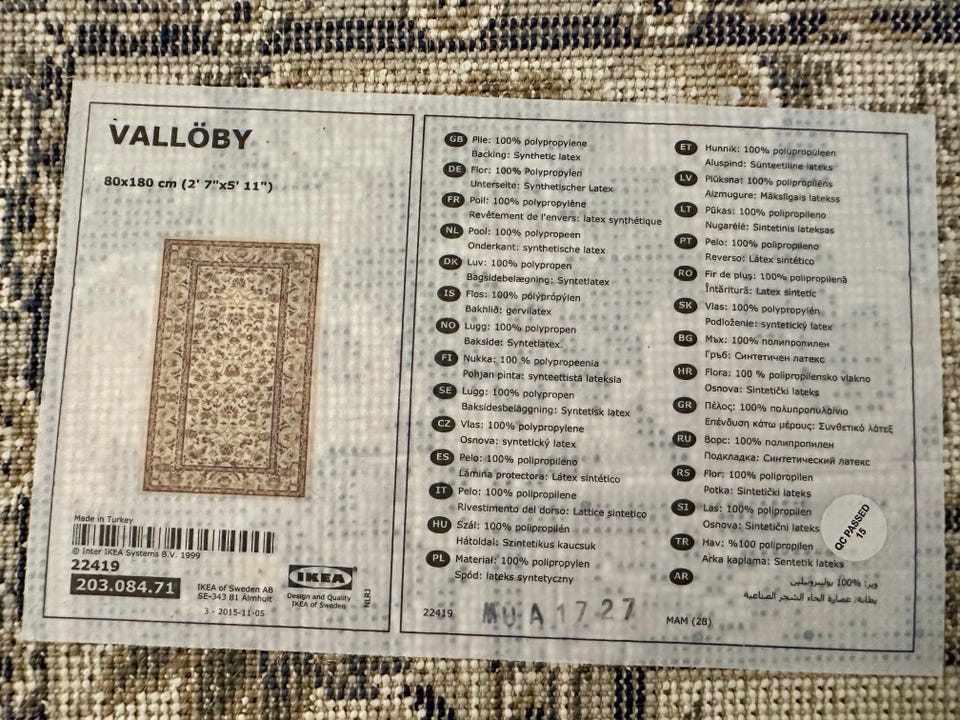 VALLÖBY
80x180 cm (2' 7"x5' 11")
Made in Turkey
© Inter IKEA Systems B.V. 1999
22419
203.084.71
IKEA of Sweden AB
SE-343 81 Älmhult
3 - 2015-11-05
IKEA®
Design and Quality
IKEA of Sweden
NLRJ
GB Pile: 100% polypropylene
Backing: Synthetic latex
DE Flor: 100% Polypropylen
Unterseite: Synthetischer Latex
FR Poil: 100% polypropylène
Revêtement de l'envers: latex synthétique
NL Pool: 100% polypropeen
Onderkant: synthetische latex
DK Luv: 100% polypropen
Bagsidebelægning: Syntetlatex
IS Flos: 100% pólýprópýlen
Bakhlið: gervilatex
NO Lugg: 100% polypropen
Bakside: Syntetlatex.
FI Nukka: 100 % polypropeenia
Pohjan pinta: synteettistä lateksia
SE Lugg: 100% polypropen
Baksidesbeläggning: Syntetisk latex
CZ Vlas: 100% polypropylene
Osnova: syntetický latex
ES Pelo: 100% polipropileno
Lámina protectora: Látex sintético
IT Pelo: 100% polipropilene
Rivestimento del dorso: Lattice sintetico
HU Szál: 100% polipropilén
Hátoldal: Szintetikus kaucsuk
PL Materiał: 100% polipropylen
Spód: lateks syntetyczny
22419
MUA 17-27
ET Hunnik: 100% polüpropüleen
Aluspind: Sünteetiline lateks
LV Plūksna: 100% polipropilēns
Aizmugure: Mākslīgais latekss
LT Pūkas: 100% polipropileno
Nugarėlė: Sintetinis lateksas
PT Pelo: 100% polipropileno
Reverso: Látex sintético
RO Fir de pluş: 100% polipropilenă
Întăritură: Latex sintetic
SK Vlas: 100% polypropylén
Podloženie: syntetický latex
BG Мъх: 100% полипропилен
Гръб: Синтетичен латекс
HR Flora: 100 % polipropilensko vlakno
Osnova: Sintetički lateks
GR Πέλος: 100% πολυπροπυλαίνιο
Επένδυση κάτω μέρους: Συνθετικό λάτεξ
RU Ворс: 100% полипропилен
Подкладка: Синтетический латекс
RS Flor: 100% polipropilen
Potka: Sintetički lateks
SI Las: 100% polipropilen
Osnova: Sintetični lateks
TR Hav: %100 polipropilen
Arka kaplama: Sentetik lateks
AR وبر: %100 بوليبروبيلين
بطانة: عصارة الحاء الشجر الصناعية
MAM (28)
QC PASSED
15